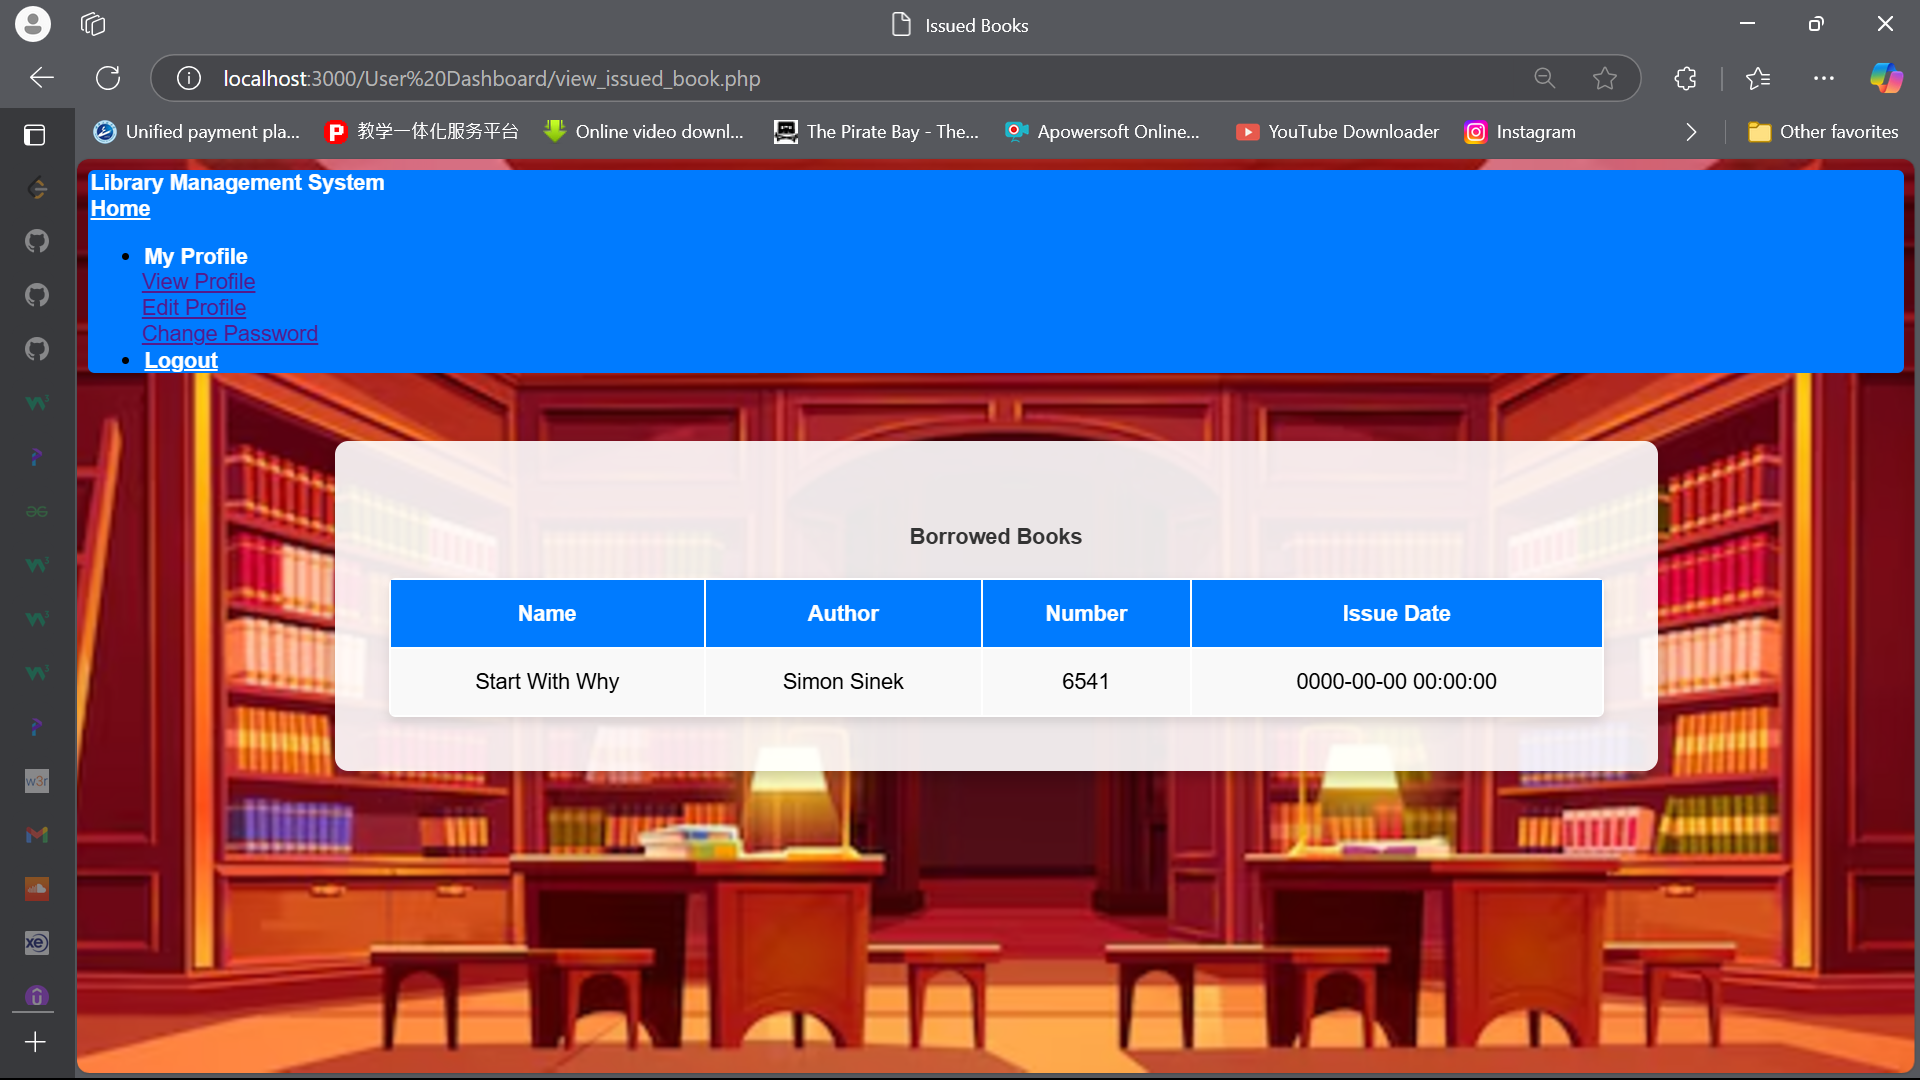 Issued Books
localhost:3000/User%20Dashboard/view_issued_book.php
Unified payment pla... 教学一体化服务平台 Online video downl... The Pirate Bay - The... Apowersoft Online... YouTube Downloader Instagram Other favorites
Library Management System
Home
My Profile
View Profile
Edit Profile
Change Password
Logout
Borrowed Books
Name Author Number Issue Date
Start With Why Simon Sinek 6541 0000-00-00 00:00:00
w3r
xe